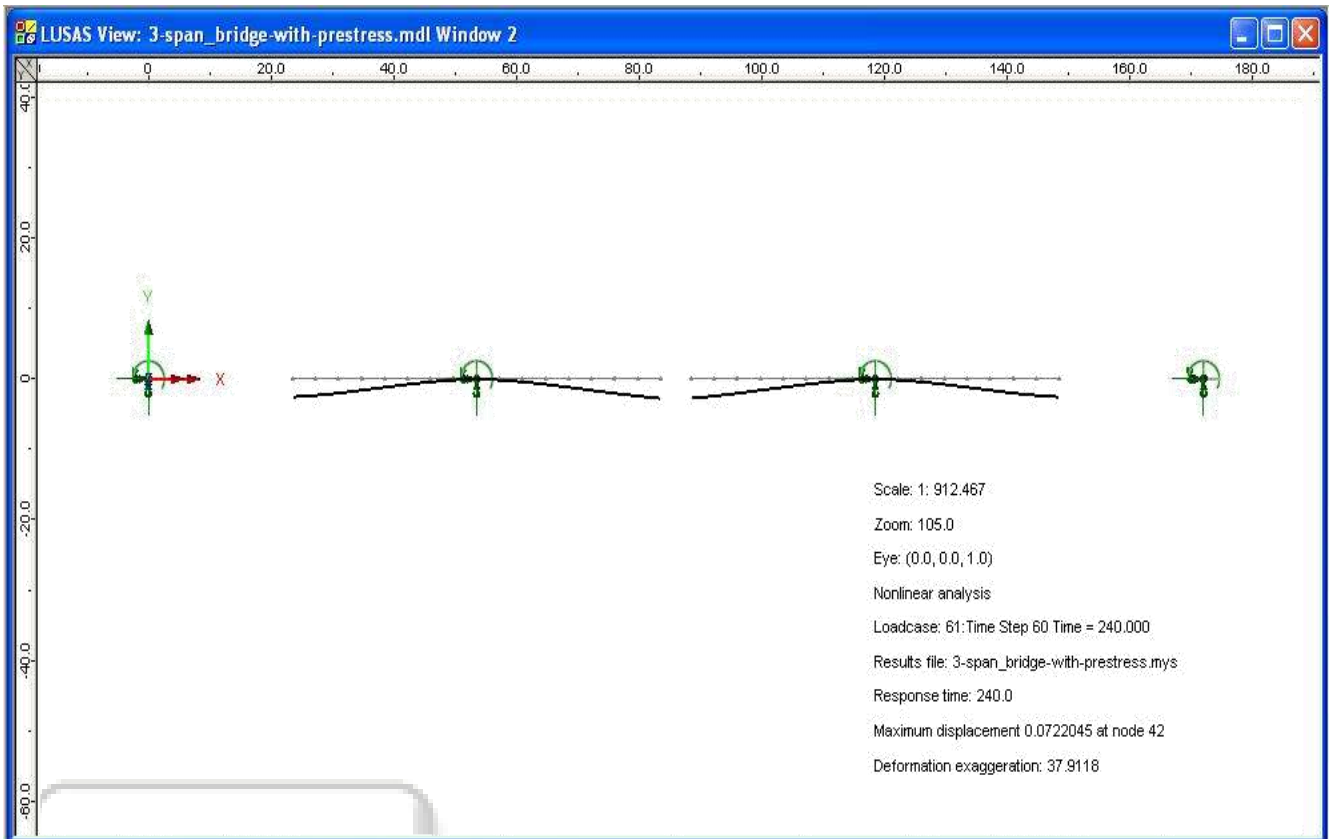 LUSAS View: 3-span_bridge-with-prestress.mdl Window 2
X
Y
0 20.0 40.0 60.0 80.0 100.0 120.0 140.0 160.0 180.0
40.0
20.0
0
-20.0
-40.0
-60.0
Y
X
Scale: 1: 912.467
Zoom: 105.0
Eye: (0.0, 0.0, 1.0)
Nonlinear analysis
Loadcase: 61:Time Step 60 Time = 240.000
Results file: 3-span_bridge-with-prestress.mys
Response time: 240.0
Maximum displacement 0.0722045 at node 42
Deformation exaggeration: 37.9118